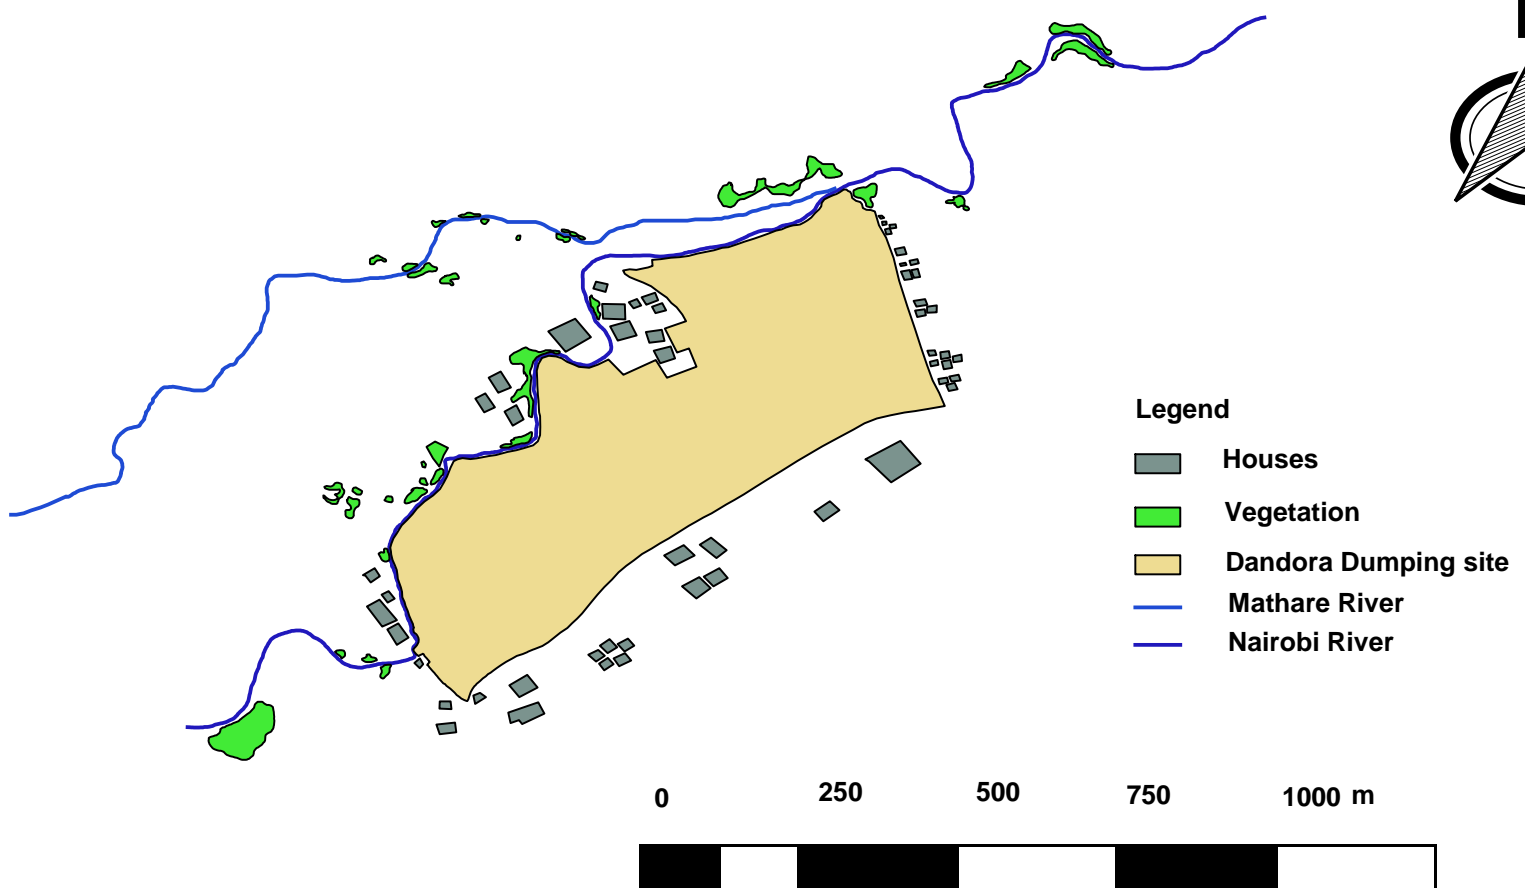 Legend
Houses
Vegetation
Dandora Dumping site
Mathare River
Nairobi River
0 250 500 750 1000 m